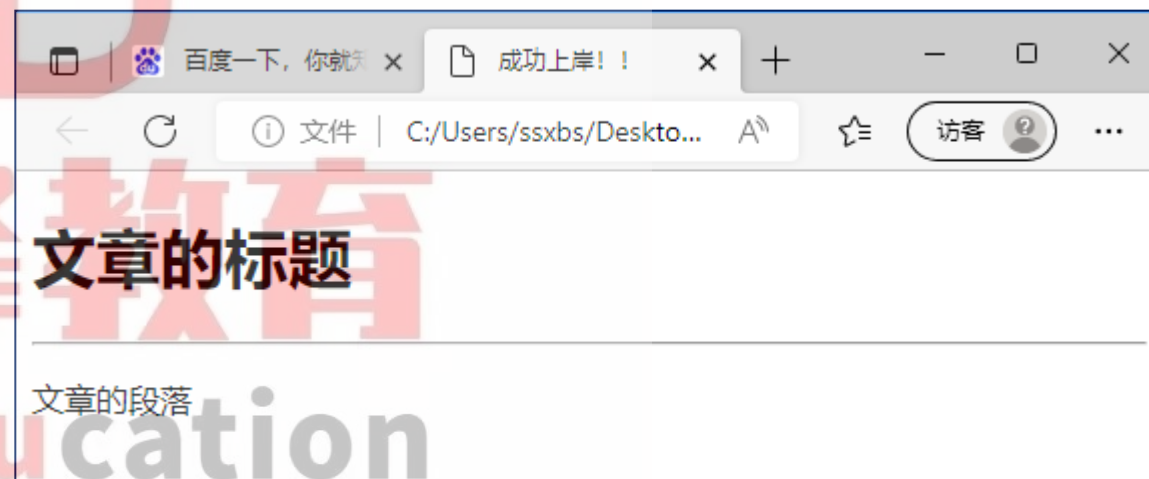 百度一下，你就知 成功上岸！！
文件 C:/Users/ssxbs/Deskto... 访客
教育
文章的标题
文章的段落
ucation